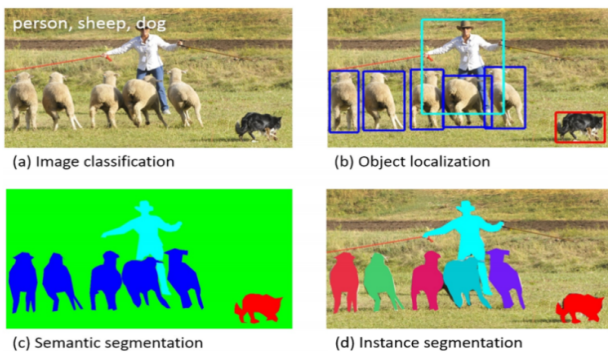 person, sheep, dog
(a) Image classification
(b) Object localization
(c) Semantic segmentation
(d) Instance segmentation